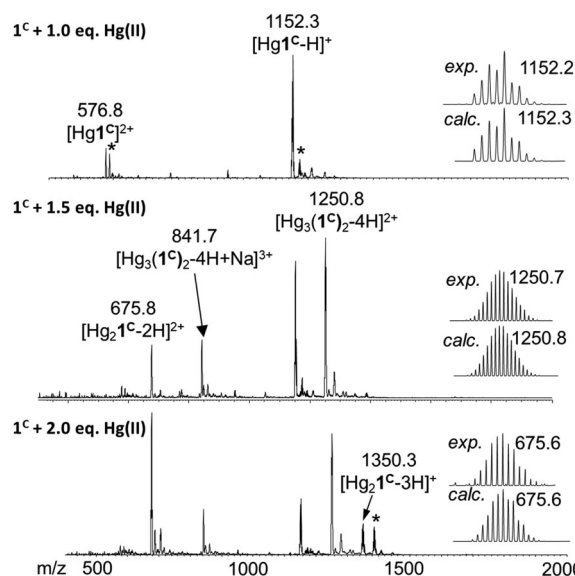 1ᶜ + 1.0 eq. Hg(II)
1152.3
[Hg1ᶜ-H]⁺
576.8
[Hg1ᶜ]²⁺
*
*
exp.
1152.2
calc.
1152.3
1ᶜ + 1.5 eq. Hg(II)
1250.8
[Hg₃(1ᶜ)₂-4H]²⁺
841.7
[Hg₃(1ᶜ)₂-4H+Na]³⁺
675.8
[Hg₂1ᶜ-2H]²⁺
exp.
1250.7
calc.
1250.8
1ᶜ + 2.0 eq. Hg(II)
1350.3
[Hg₂1ᶜ-3H]⁺
*
exp.
675.6
calc.
675.6
m/z 500 1000 1500 2000